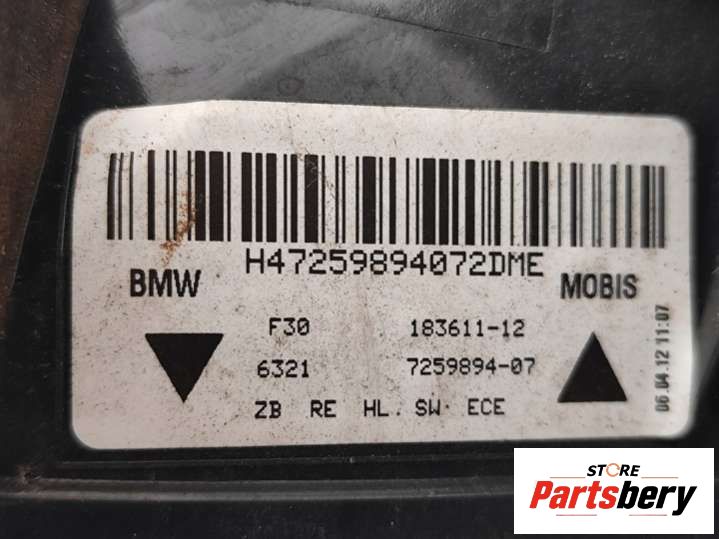 H47259894072DME
BMW MOBIS
F30 183611-12
6321 7259894-07
ZB RE HL. SW. ECE
06.04.12 11:07
STORE
Partsbery